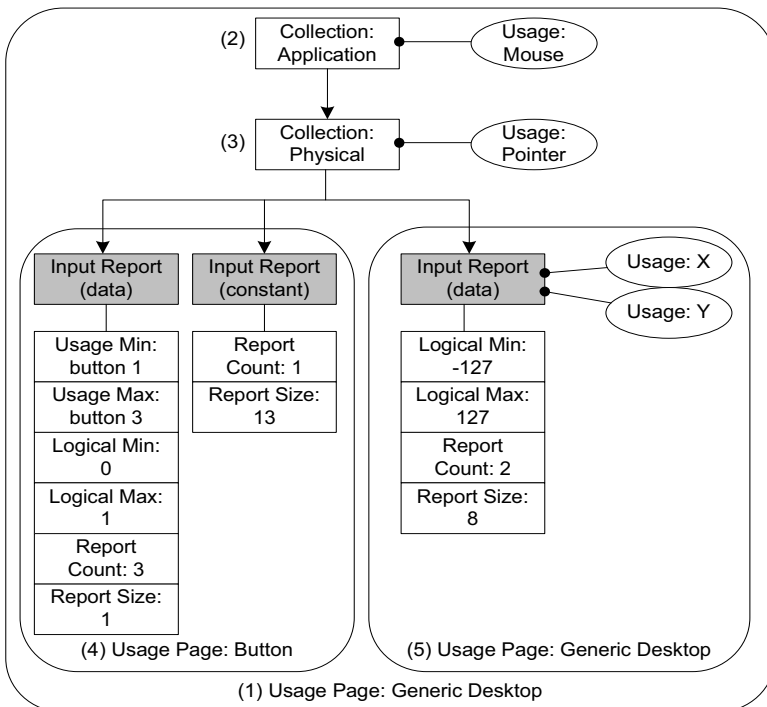 (2)
Collection:
Application
Usage:
Mouse
(3)
Collection:
Physical
Usage:
Pointer
Input Report
(data)
Usage Min:
button 1
Usage Max:
button 3
Logical Min:
0
Logical Max:
1
Report
Count: 3
Report Size:
1
Input Report
(constant)
Report
Count: 1
Report Size:
13
(4) Usage Page: Button
Input Report
(data)
Usage: X
Usage: Y
Logical Min:
-127
Logical Max:
127
Report
Count: 2
Report Size:
8
(5) Usage Page: Generic Desktop
(1) Usage Page: Generic Desktop